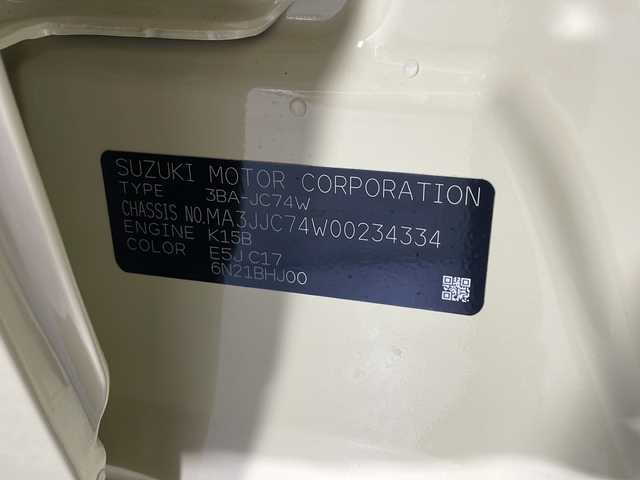 SUZUKI MOTOR CORPORATION
TYPE 3BA-JC74W
CHASSIS NO.MA3JJC74W00234334
ENGINE K15B
COLOR E5J C17
6N21BHJ00